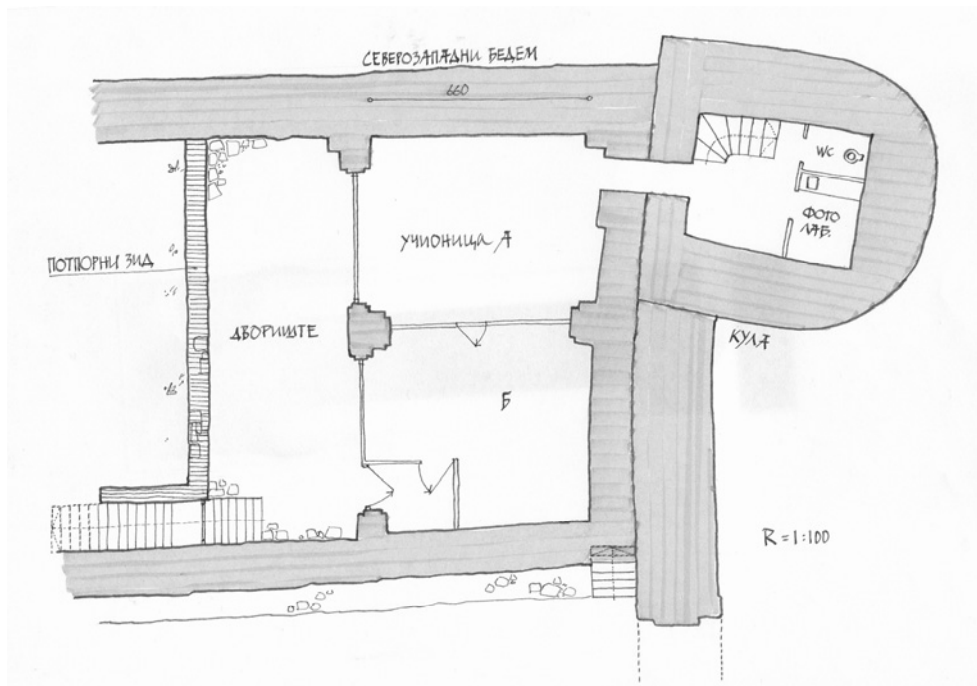 СЕВЕРОЗАПАДНИ БЕДЕМ
660
WC
ФОТО
ЛАБ.
УЧИОНИЦА А
ПОТПОРНИ ЗИД
ДВОРИШТЕ
КУЛА
Б
R=1:100